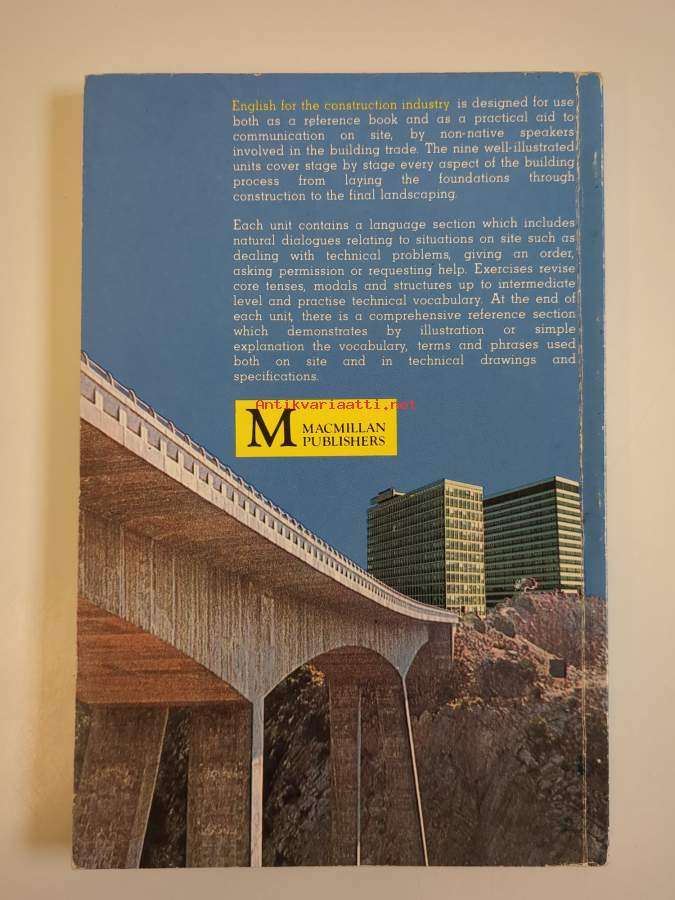 English for the construction industry is designed for use
both as a reference book and as a practical aid to
communication on site, by non-native speakers
involved in the building trade. The nine well-illustrated
units cover stage by stage every aspect of the building
process from laying the foundations through
construction to the final landscaping.
Each unit contains a language section which includes
natural dialogues relating to situations on site such as
dealing with technical problems, giving an order,
asking permission or requesting help. Exercises revise
core tenses, modals and structures up to intermediate
level and practise technical vocabulary. At the end of
each unit, there is a comprehensive reference section
which demonstrates by illustration or simple
explanation the vocabulary, terms and phrases used
both on site and in technical drawings and
specifications.
Antikvariaatti.net
M MACMILLAN
PUBLISHERS